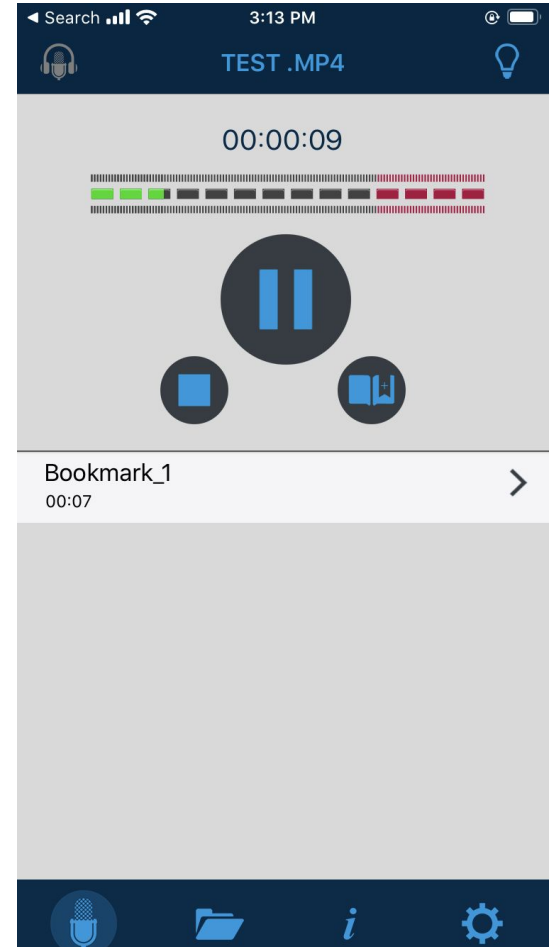 ◀ Search 3:13 PM
TEST .MP4
00:00:09
Bookmark_1
00:07
i